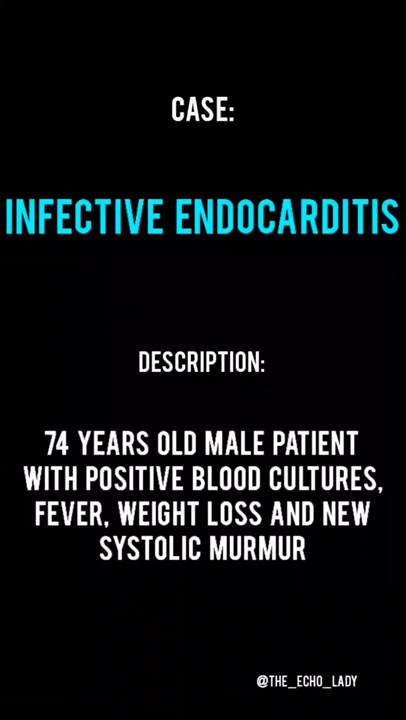 CASE:
INFECTIVE ENDOCARDITIS
DESCRIPTION:
74 YEARS OLD MALE PATIENT
WITH POSITIVE BLOOD CULTURES,
FEVER, WEIGHT LOSS AND NEW
SYSTOLIC MURMUR
@THE_ECHO_LADY